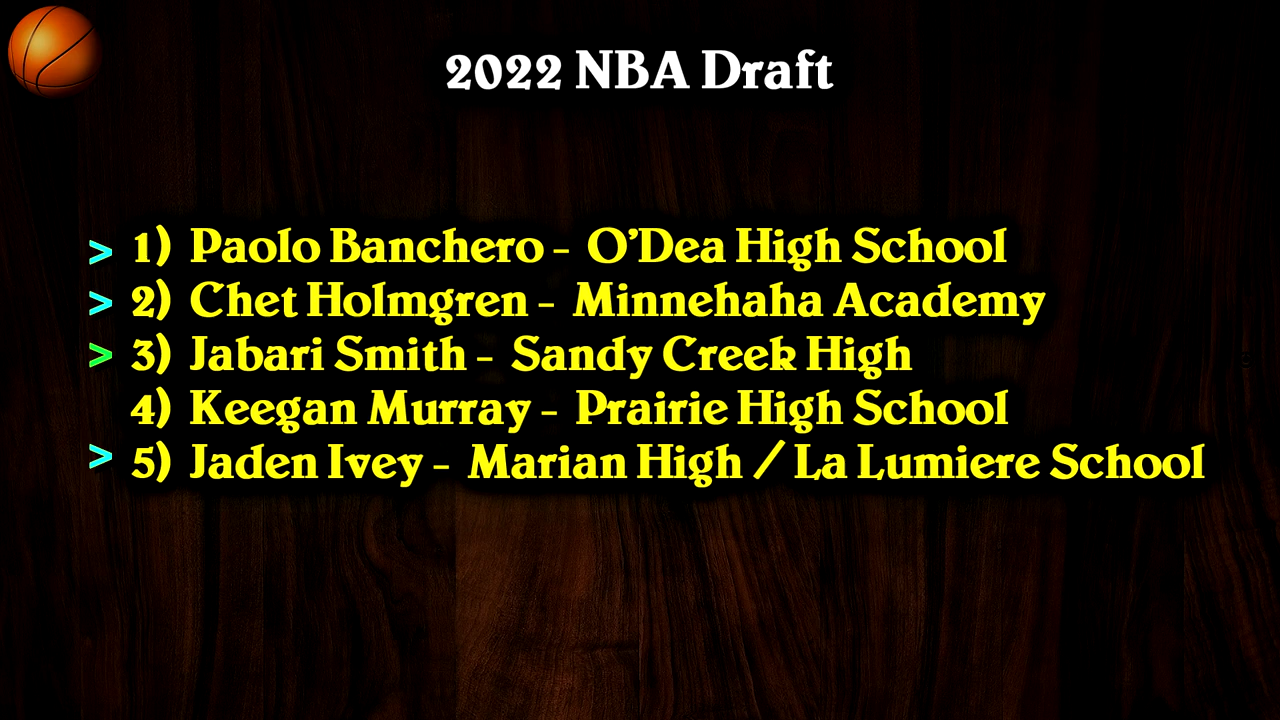 2022 NBA Draft
> 1) Paolo Banchero - O'Dea High School
> 2) Chet Holmgren - Minnehaha Academy
> 3) Jabari Smith - Sandy Creek High
4) Keegan Murray - Prairie High School
> 5) Jaden Ivey - Marian High / La Lumiere School